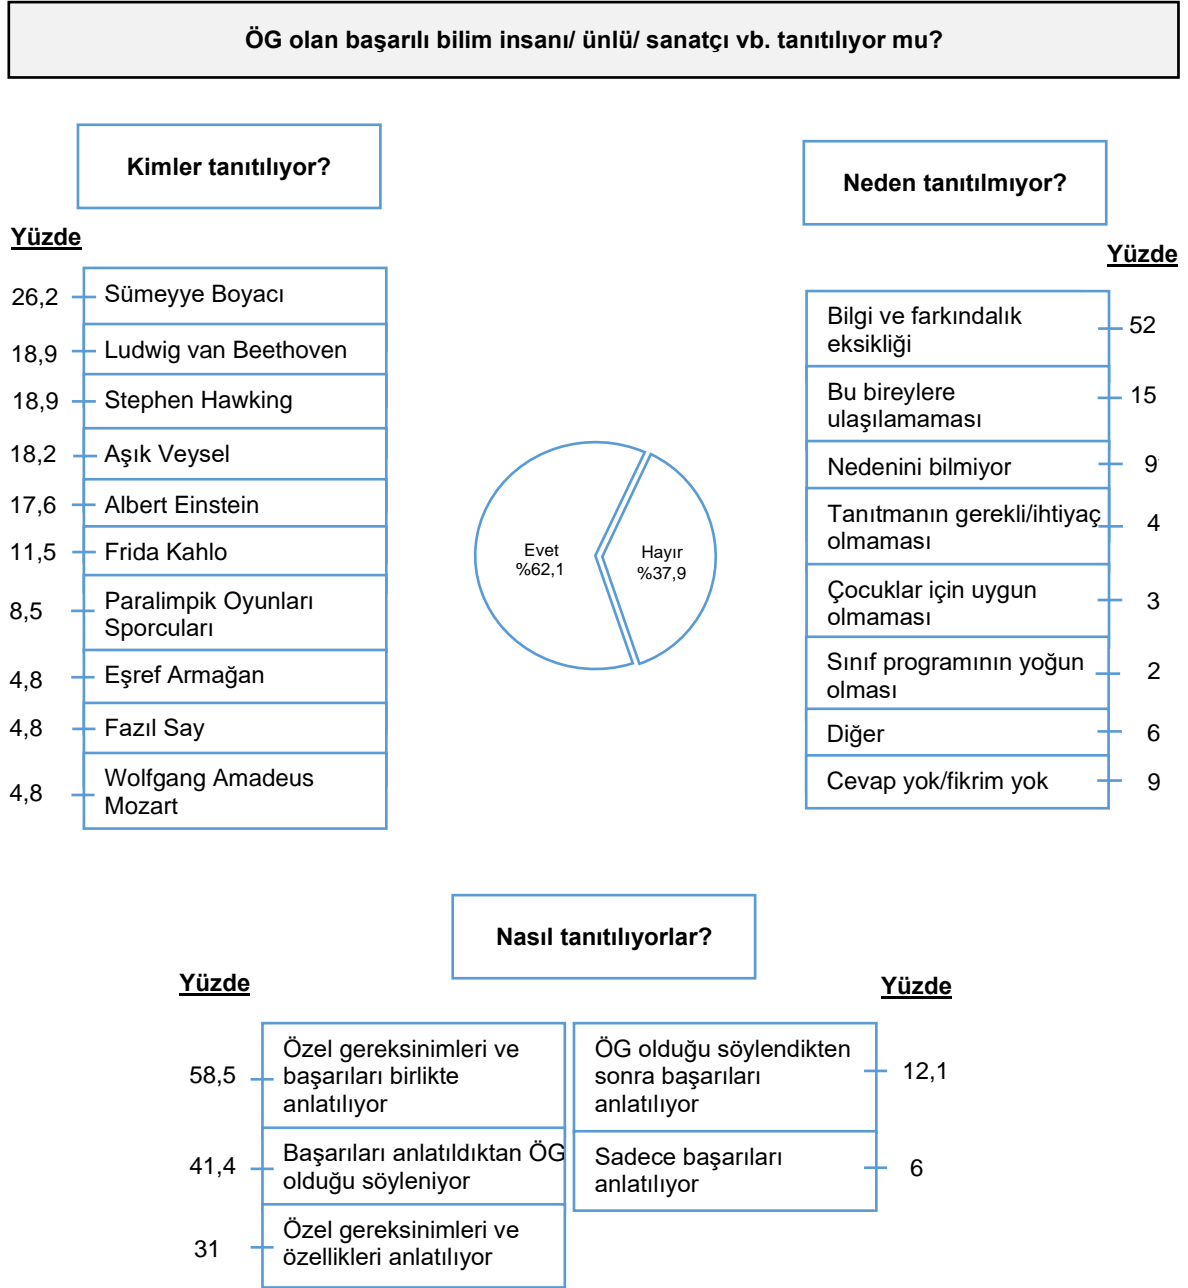 ÖG olan başarılı bilim insanı/ ünlü/ sanatçı vb. tanıtılıyor mu?
Kimler tanıtılıyor?
Yüzde
26,2 Sümeyye Boyacı
18,9 Ludwig van Beethoven
18,9 Stephen Hawking
18,2 Aşık Veysel
17,6 Albert Einstein
11,5 Frida Kahlo
8,5 Paralimpik Oyunları
Sporcuları
4,8 Eşref Armağan
4,8 Fazıl Say
4,8 Wolfgang Amadeus
Mozart
Evet
%62,1
Hayır
%37,9
Neden tanıtılmıyor?
Yüzde
Bilgi ve farkındalık
eksikliği 52
Bu bireylere
ulaşılamaması 15
Nedenini bilmiyor 9
Tanıtmanın gerekli/ihtiyaç
olmaması 4
Çocuklar için uygun
olmaması 3
Sınıf programının yoğun
olması 2
Diğer 6
Cevap yok/fikrim yok 9
Nasıl tanıtılıyorlar?
Yüzde
58,5 Özel gereksinimleri ve
başarıları birlikte
anlatılıyor
41,4 Başarıları anlatıldıktan ÖG
olduğu söyleniyor
31 Özel gereksinimleri ve
özellikleri anlatılıyor
Yüzde
ÖG olduğu söylendikten
sonra başarıları
anlatılıyor 12,1
Sadece başarıları
anlatılıyor 6